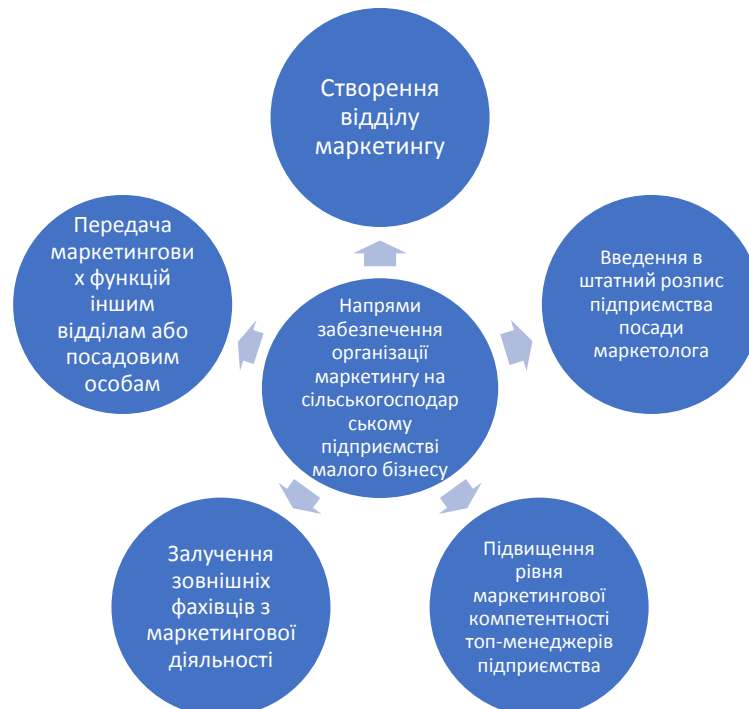 Створення
відділу
маркетингу
Передача
маркетингови
х функцій
іншим
відділам або
посадовим
особам
Введення в
штатний розпис
підприємства
посади
маркетолога
Напрями
забезпечення
організації
маркетингу на
сільськогосподар
ському
підприємстві
малого бізнесу
Залучення
зовнішніх
фахівців з
маркетингової
діяльності
Підвищення
рівня
маркетингової
компетентності
топ-менеджерів
підприємства